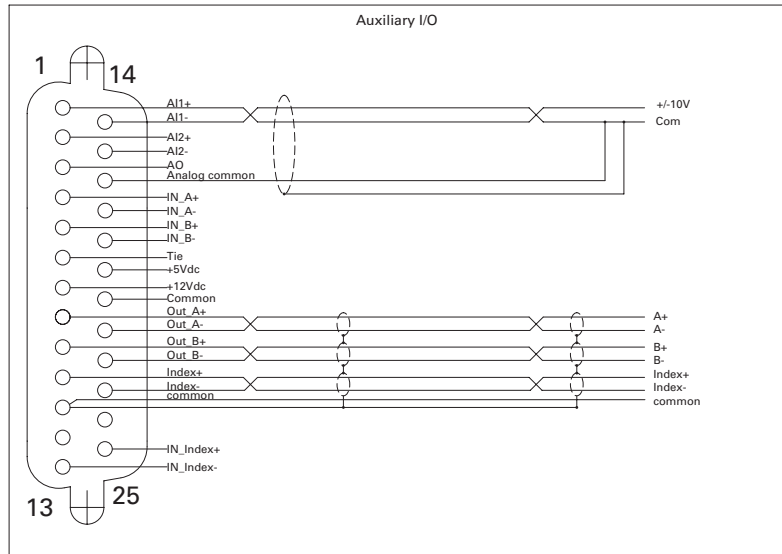 Auxiliary I/O
1
14
AI1+
+/-10V
AI1-
Com
AI2+
AI2-
AO
Analog common
IN_A+
IN_A-
IN_B+
IN_B-
Tie
+5Vdc
+12Vdc
Common
Out_A+
A+
Out_A-
A-
Out_B+
B+
Out_B-
B-
Index+
Index+
Index-
Index-
common
common
IN_Index+
IN_Index-
13
25